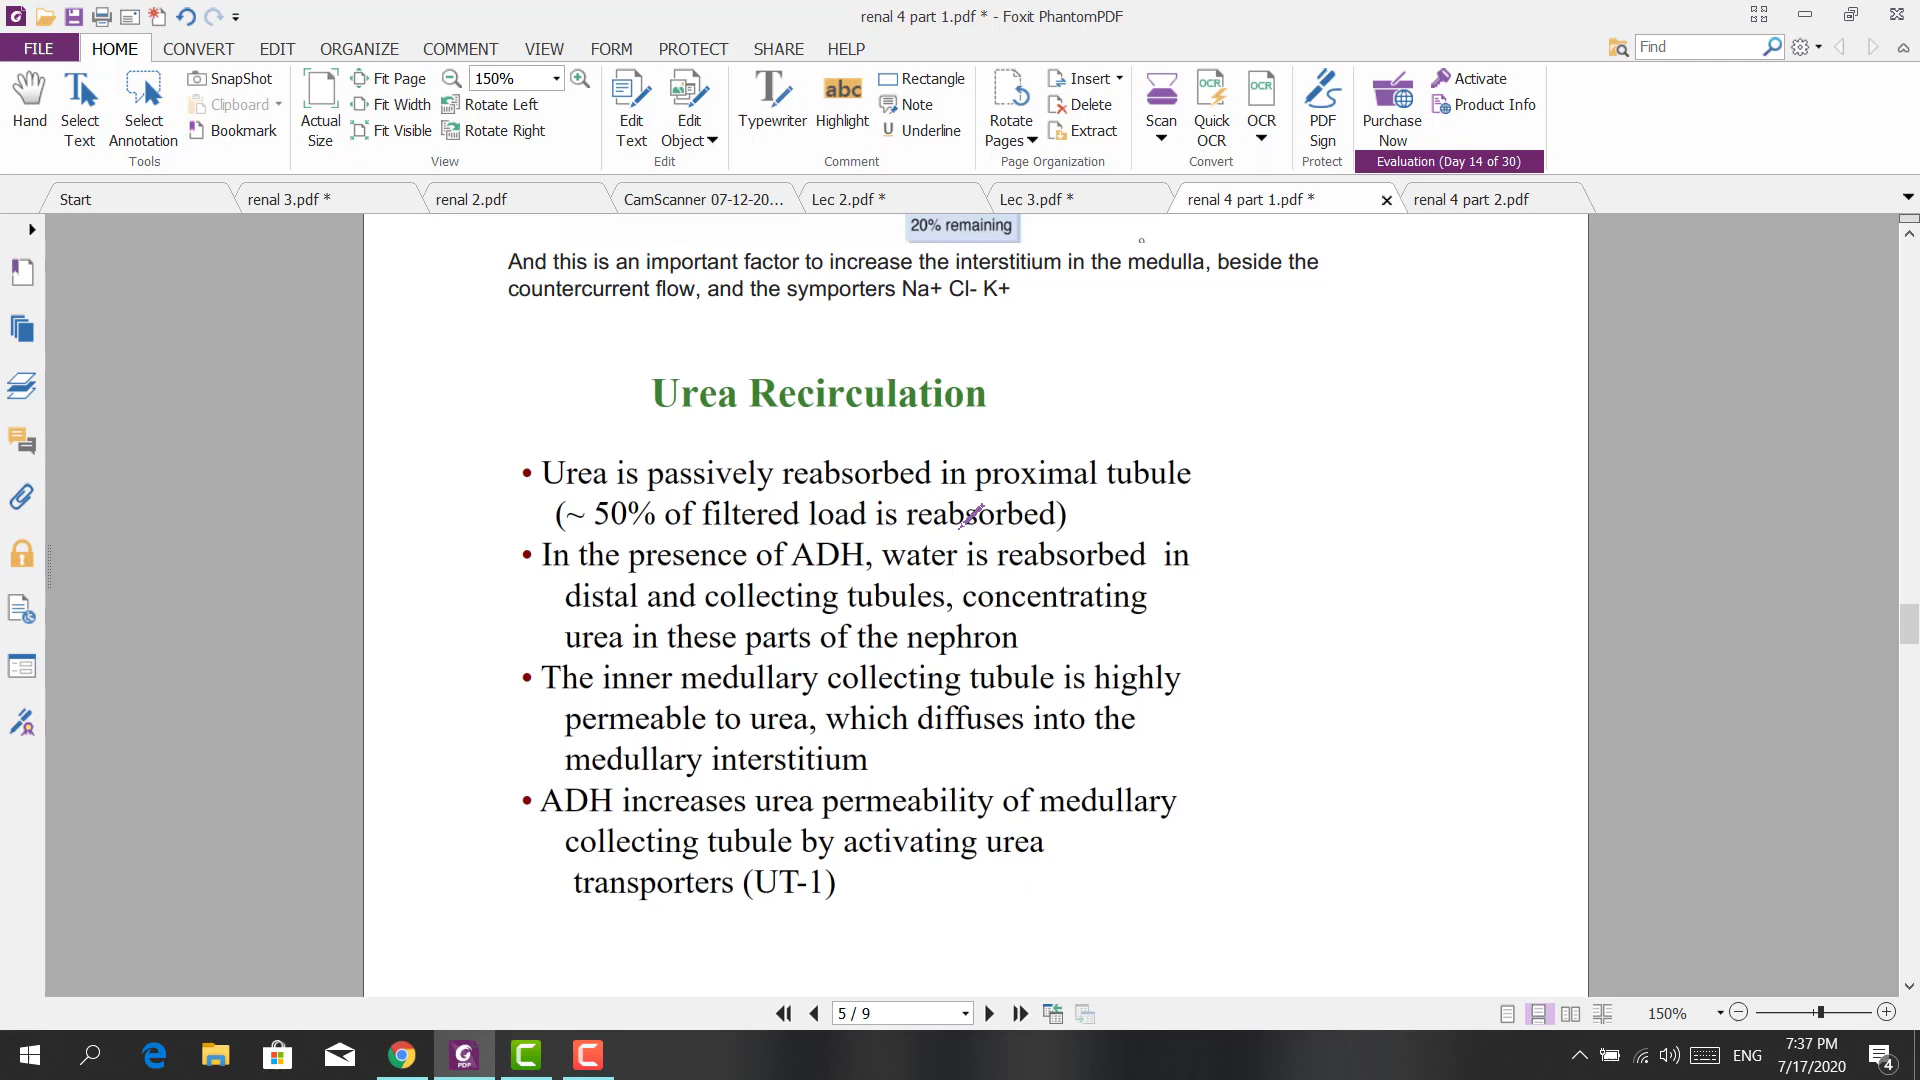 renal 4 part 1.pdf * - Foxit PhantomPDF
FILE HOME CONVERT EDIT ORGANIZE COMMENT VIEW FORM PROTECT SHARE HELP Find
Hand
Select Text
Select Annotation
SnapShot
Clipboard
Bookmark
Tools
Actual Size
Fit Page
Fit Width
Fit Visible
150%
Rotate Left
Rotate Right
View
Edit Text
Edit Object
Edit
Typewriter
abc
Highlight
Rectangle
Note
Underline
Comment
Rotate Pages
Insert
Delete
Extract
Page Organization
Scan
OCR
Quick OCR
OCR
OCR
Convert
PDF Sign
Protect
Purchase Now
Activate
Product Info
Evaluation (Day 14 of 30)
Start
renal 3.pdf *
renal 2.pdf
CamScanner 07-12-20...
Lec 2.pdf *
Lec 3.pdf *
renal 4 part 1.pdf *
renal 4 part 2.pdf
20% remaining
And this is an important factor to increase the interstitium in the medulla, beside the
countercurrent flow, and the symporters Na+ Cl- K+
Urea Recirculation
• Urea is passively reabsorbed in proximal tubule
(~ 50% of filtered load is reabsorbed)
• In the presence of ADH, water is reabsorbed in
distal and collecting tubules, concentrating
urea in these parts of the nephron
• The inner medullary collecting tubule is highly
permeable to urea, which diffuses into the
medullary interstitium
• ADH increases urea permeability of medullary
collecting tubule by activating urea
transporters (UT-1)
5 / 9
150%
PDF
ENG
7:37 PM
7/17/2020
4